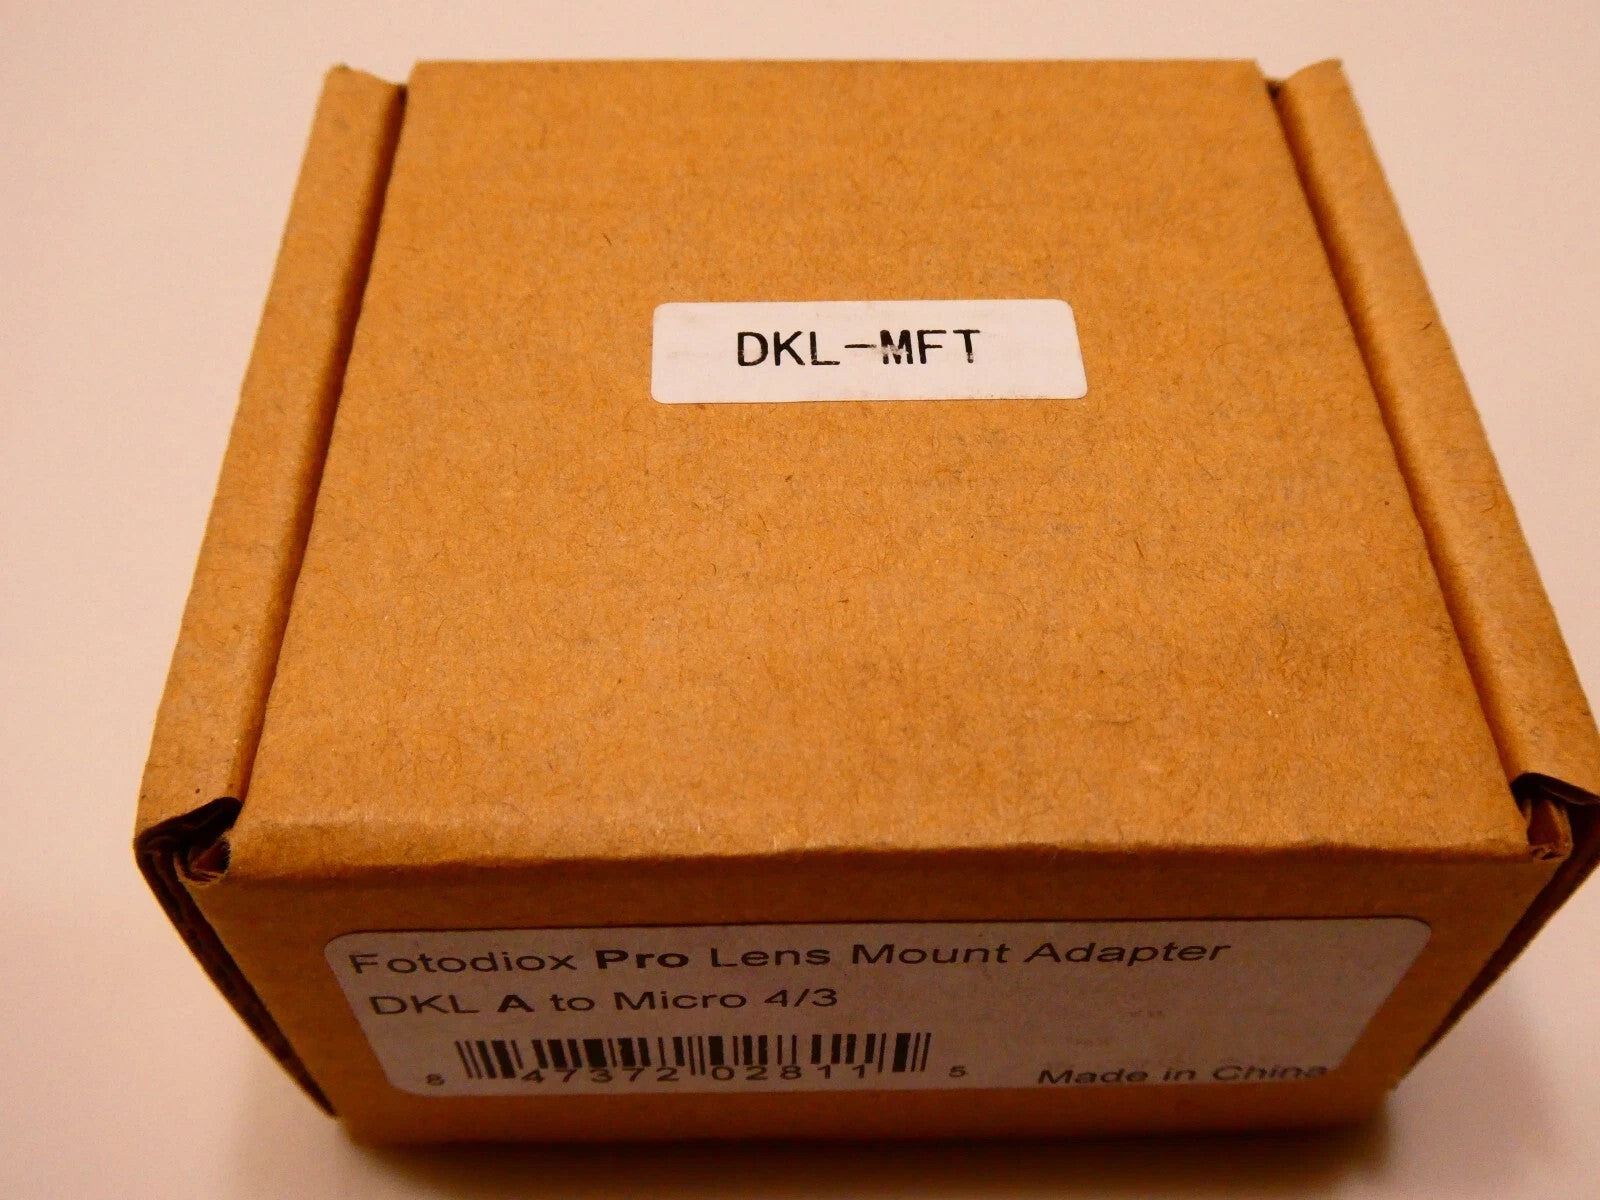 DKL-MFT
Fotodiox Pro Lens Mount Adapter
DKL A to Micro 4/3
8 47372 02811 5
Made in China